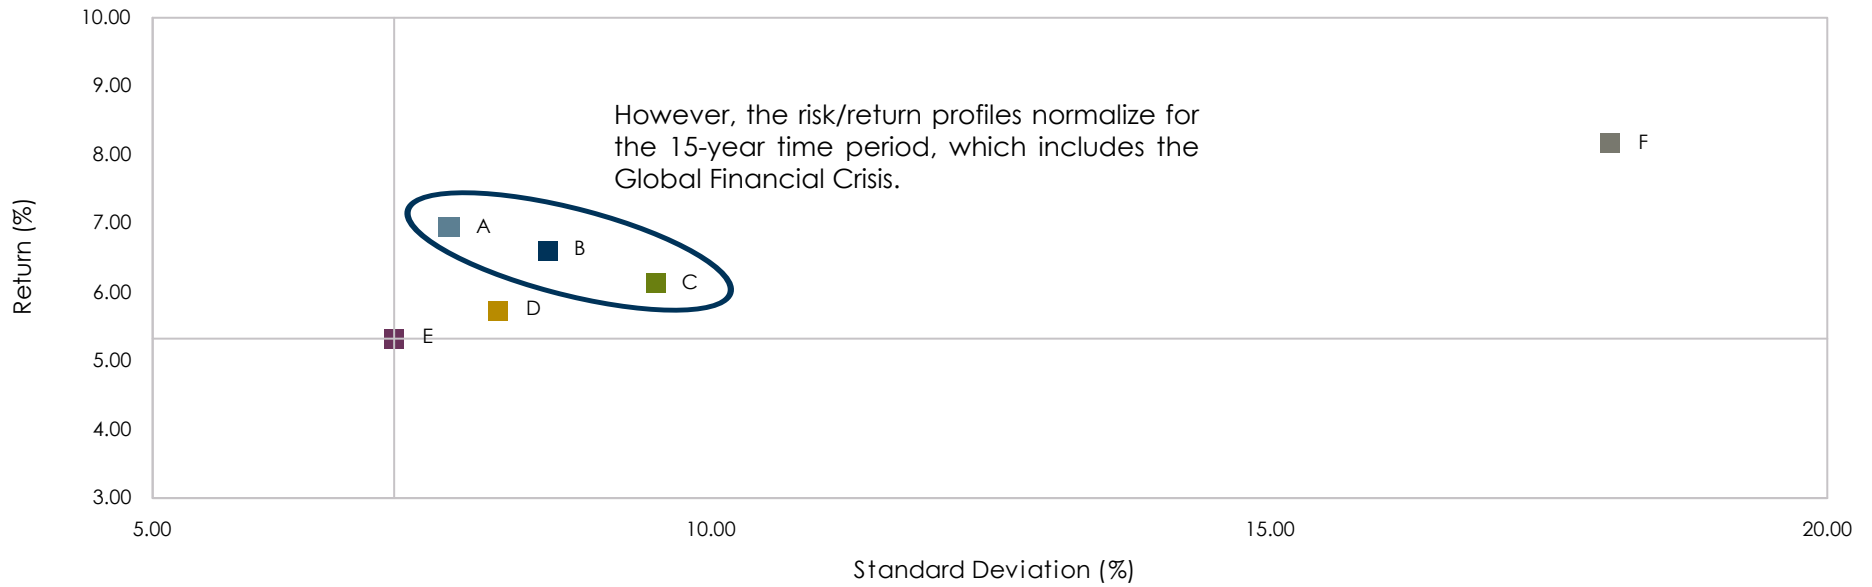 10.00
9.00
However, the risk/return profiles normalize for
the 15-year time period, which includes the
Global Financial Crisis.
8.00
F
7.00
A
B
6.00
C
D
E
5.00
4.00
3.00
Return (%)
5.00 10.00 15.00 20.00
Standard Deviation (%)